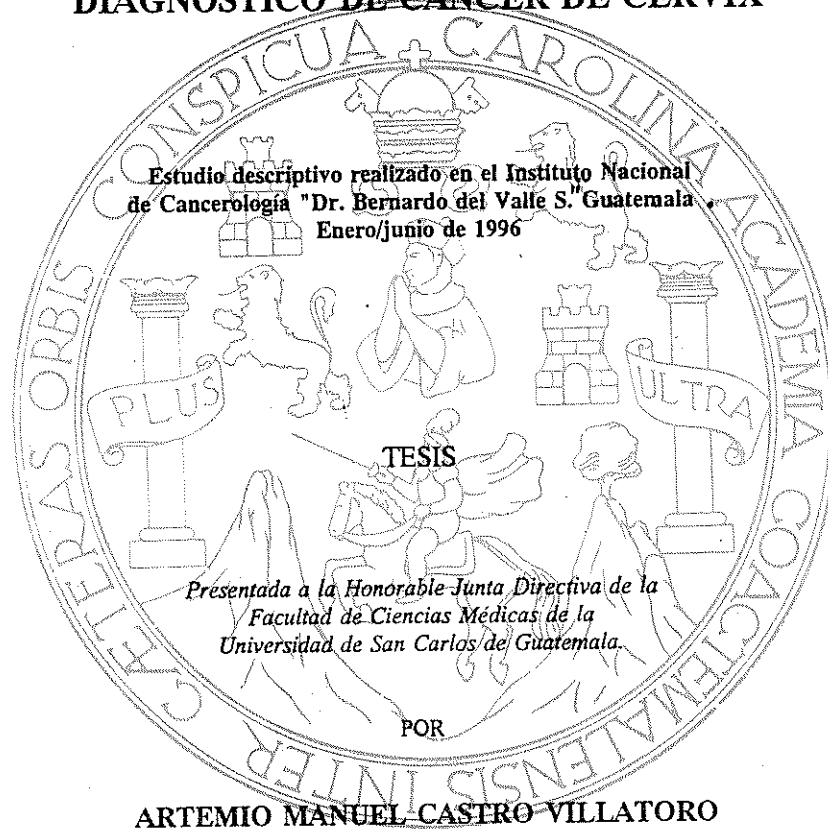 DIAGNOSTICO DE CANCER DE CERVIX
Estudio descriptivo realizado en el Instituto Nacional
de Cancerología "Dr. Bernardo del Valle S." Guatemala .
Enero/junio de 1996
TESIS
Presentada a la Honorable Junta Directiva de la
Facultad de Ciencias Médicas de la
Universidad de San Carlos de Guatemala.
POR
ARTEMIO MANUEL CASTRO VILLATORO
CAETERAS ORBIS CONSPICUA CAROLINA ACADEMIA COACTEMALENSIS INTER
PLUS
ULTRA